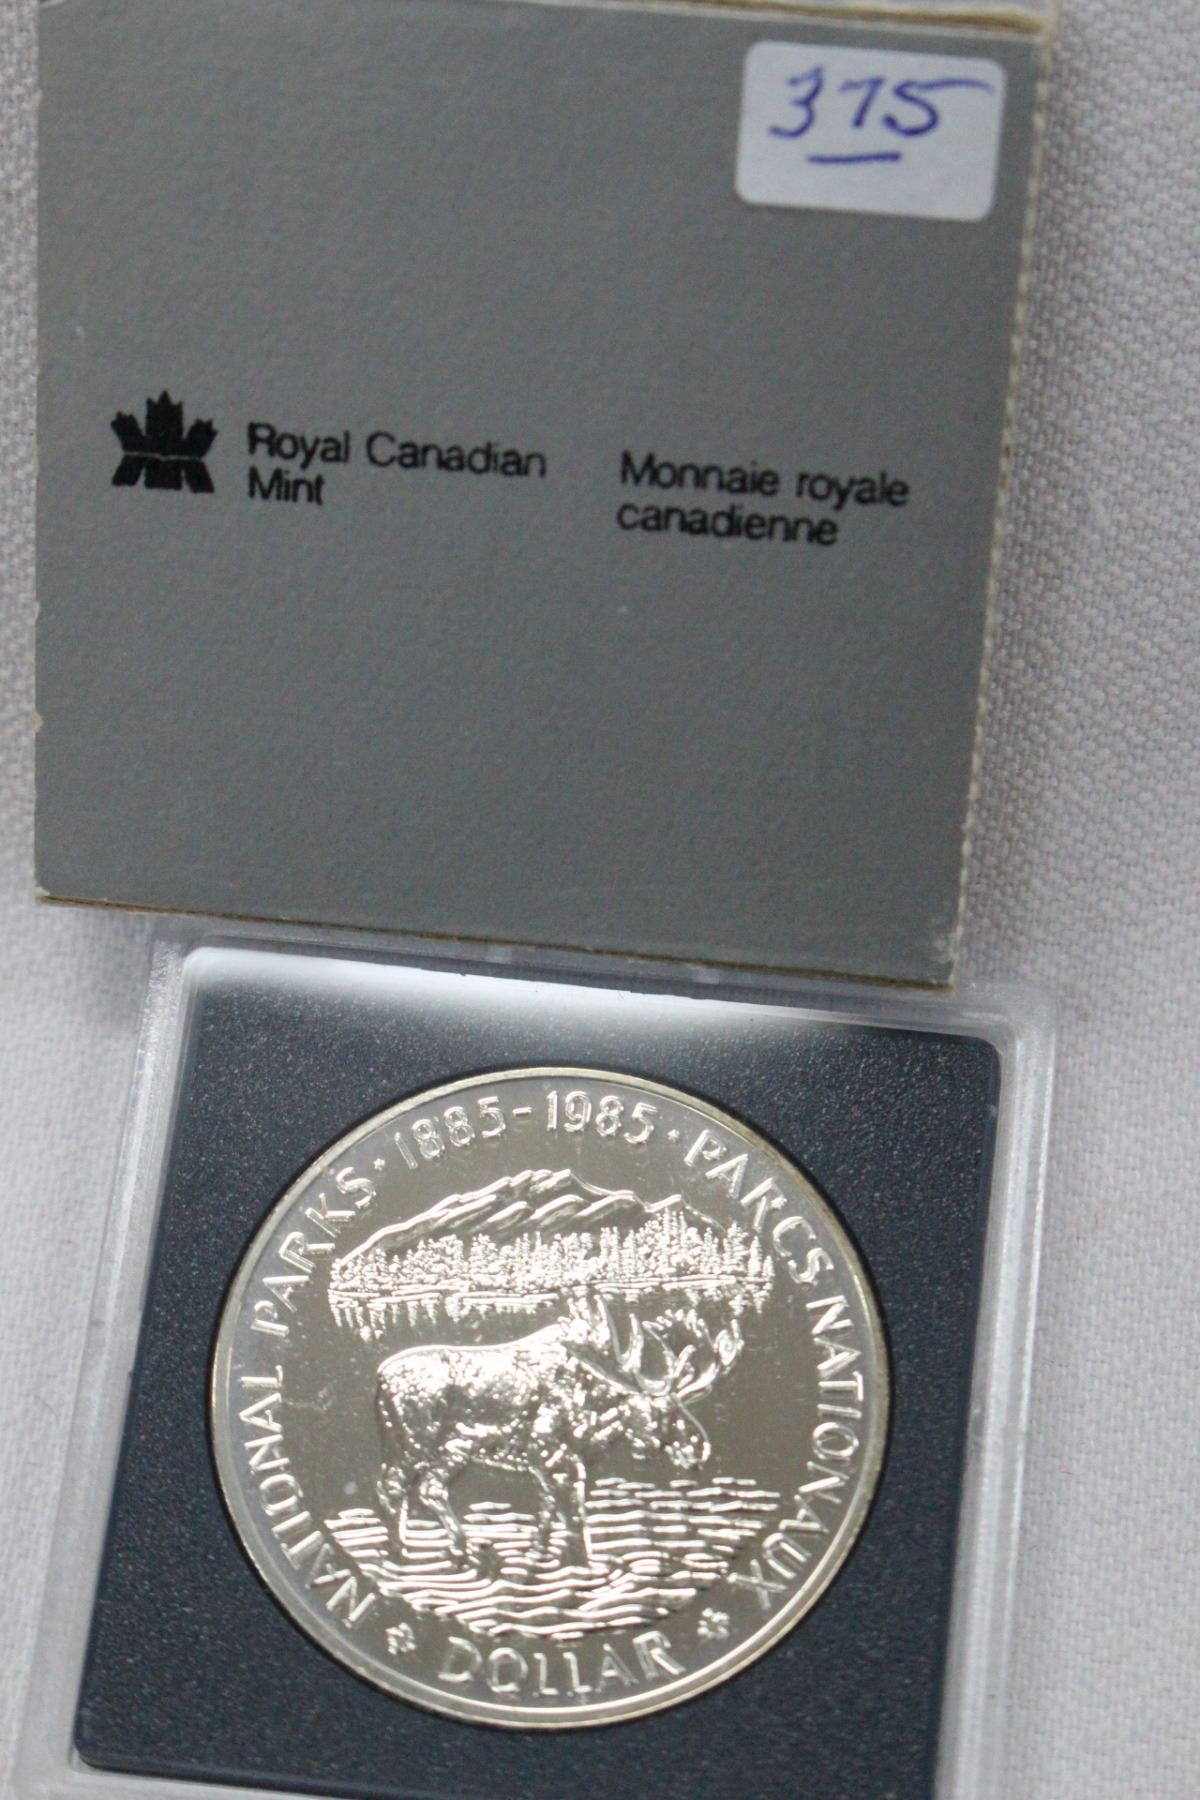 375
Royal Canadian
Mint
Monnaie royale
canadienne
NATIONAL PARKS · 1885-1985 · PARCS NATIONAUX
DOLLAR